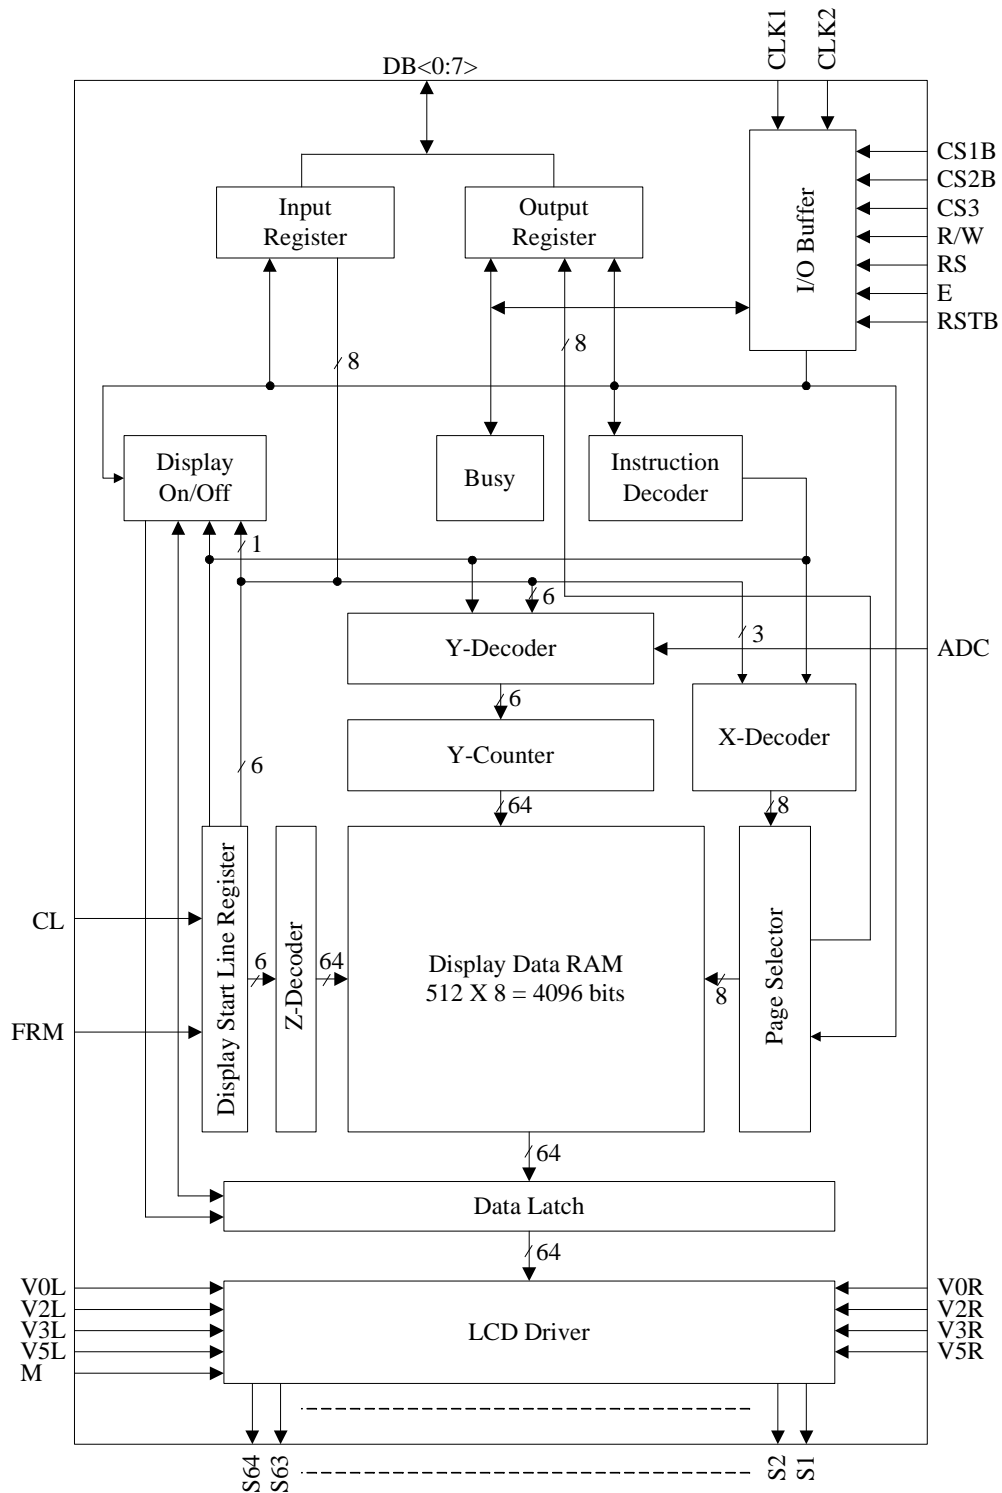 CLK1
CLK2
DB<0:7>
CS1B
CS2B
CS3
R/W
RS
E
RSTB
I/O Buffer
Input
Register
Output
Register
8
8
Display
On/Off
Busy
Instruction
Decoder
1
6
3
Y-Decoder
ADC
6
6
Y-Counter
X-Decoder
64
8
Display Start Line Register
Z-Decoder
Page Selector
CL
6
64
Display Data RAM
512 X 8 = 4096 bits
8
FRM
64
Data Latch
64
V0L
V2L
V3L
V5L
M
LCD Driver
V0R
V2R
V3R
V5R
S64
S63
S2
S1